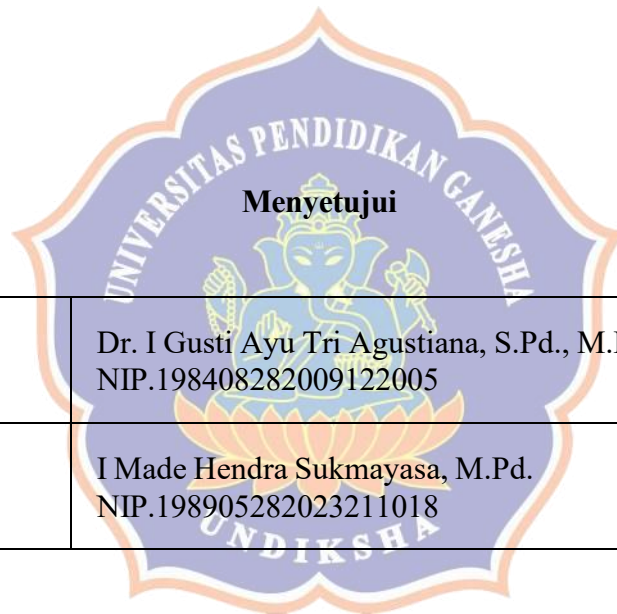 UNIVERSITAS PENDIDIKAN GANESHA
Menyetujui
Dr. I Gusti Ayu Tri Agustiana, S.Pd.,
NIP.198408282009122005
I Made Hendra Sukmayasa, M.Pd.
NIP.198905282023211018
UNDIKSHA